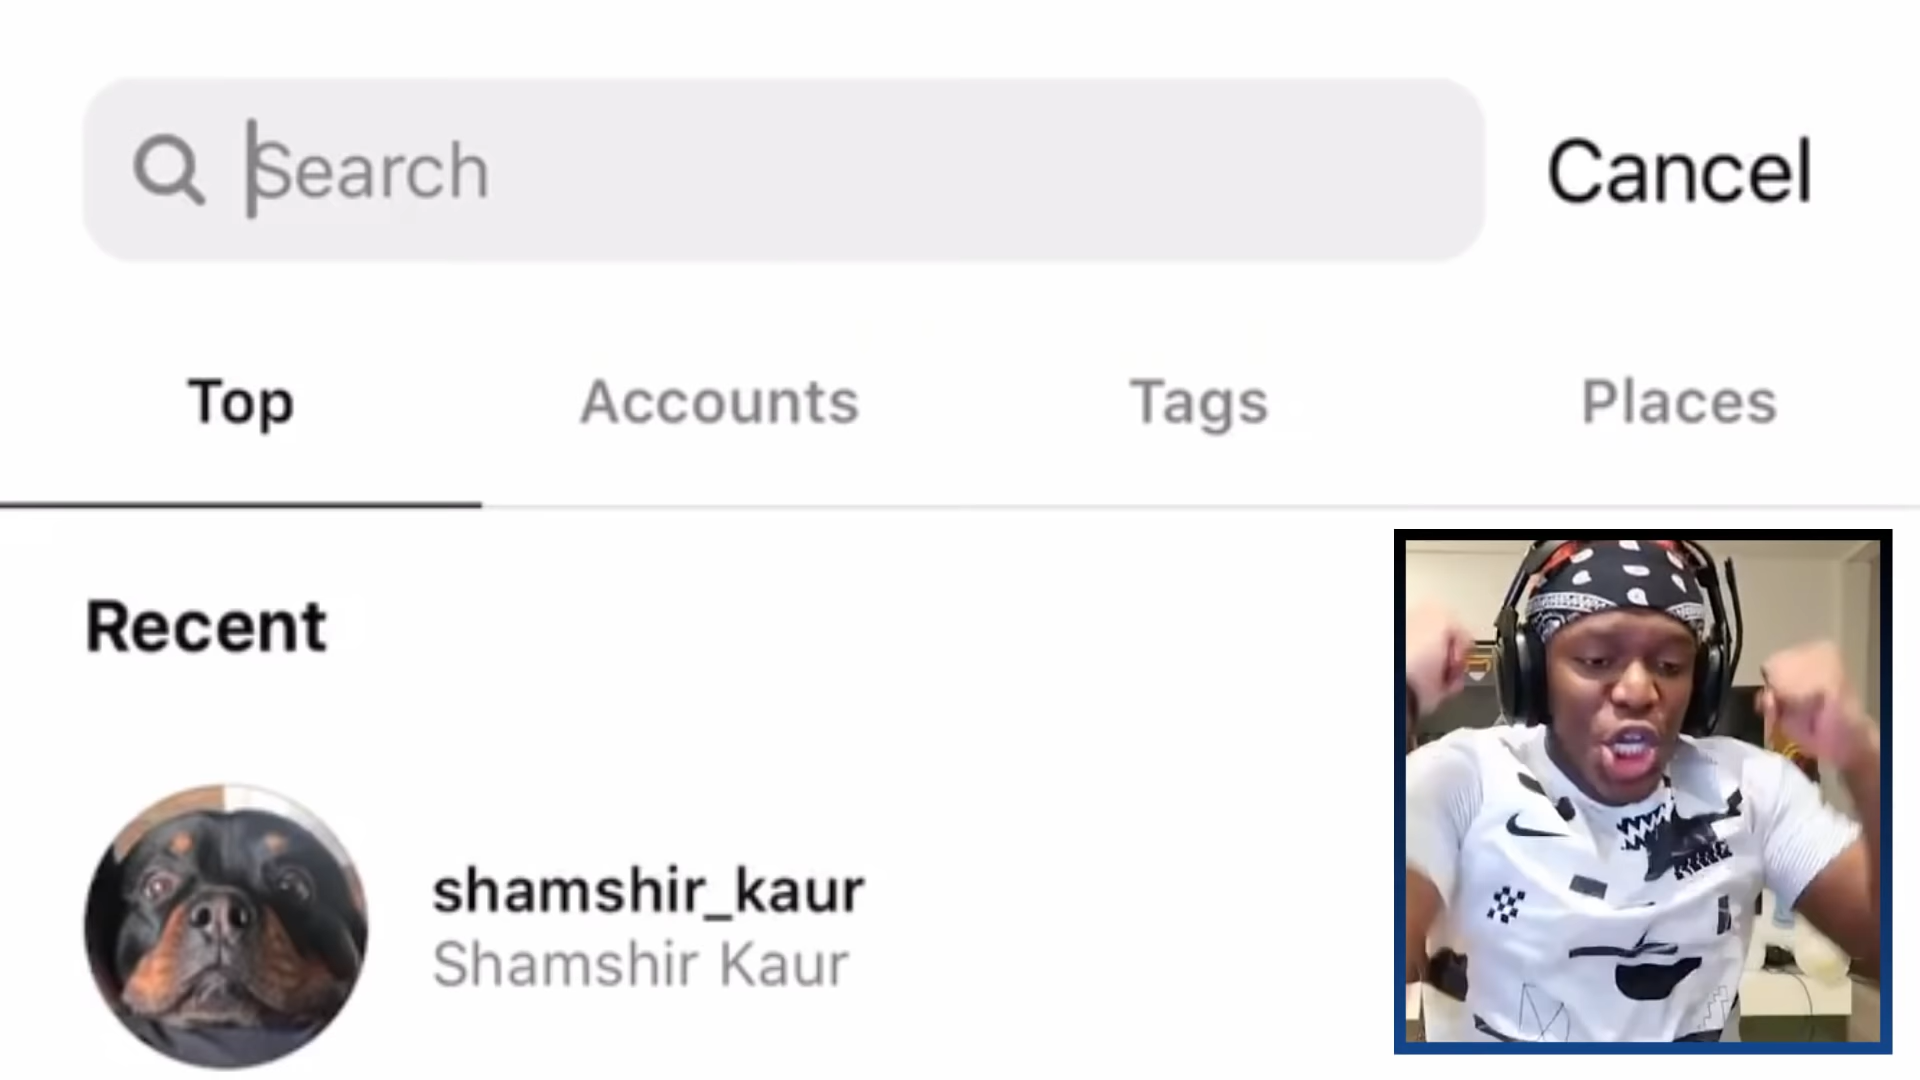 Search
Cancel
Top
Accounts
Tags
Places
Recent
shamshir_kaur
Shamshir Kaur